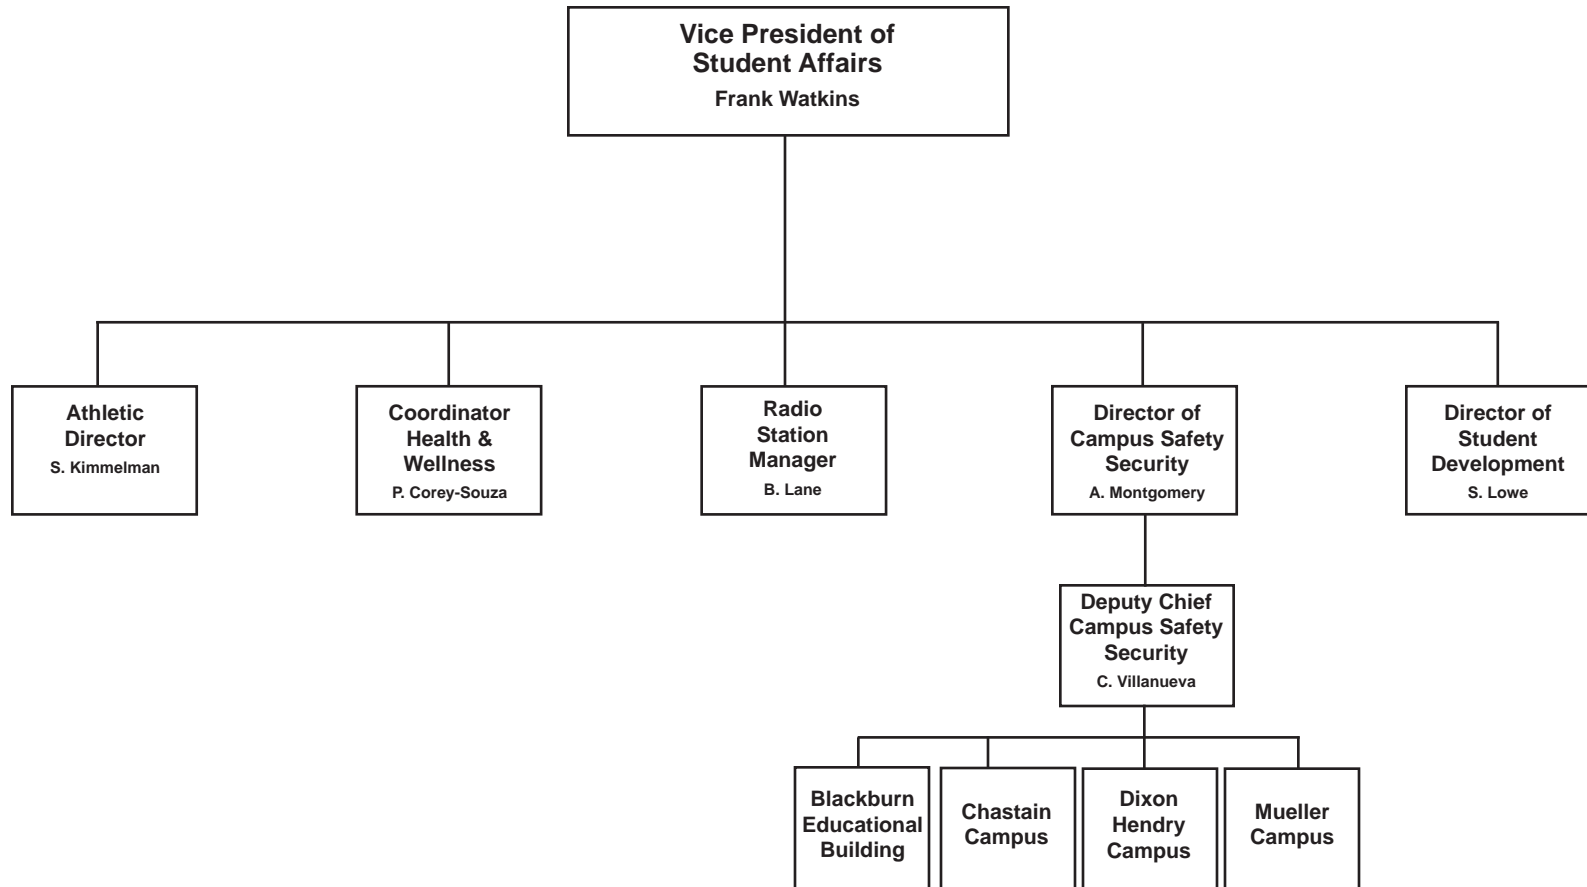 Vice President of
Student Affairs
Frank Watkins
Athletic
Director
S. Kimmelman
Coordinator
Health &
Wellness
P. Corey-Souza
Radio
Station
Manager
B. Lane
Director of
Campus Safety
Security
A. Montgomery
Director of
Student
Development
S. Lowe
Deputy Chief
Campus Safety
Security
C. Villanueva
Blackburn
Educational
Building
Chastain
Campus
Dixon
Hendry
Campus
Mueller
Campus